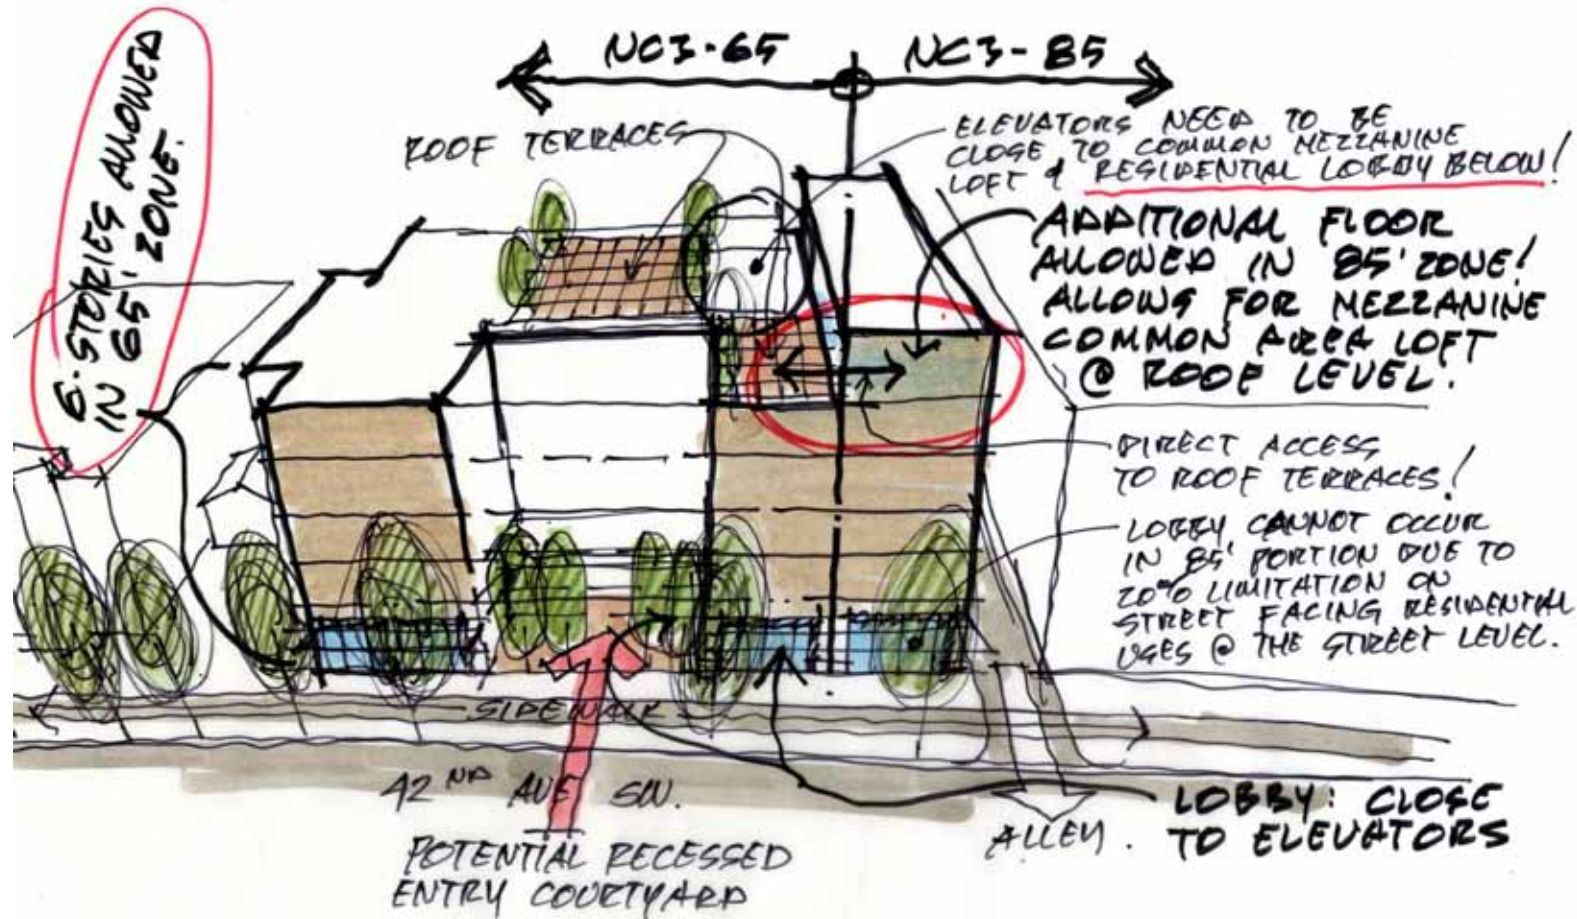 6·STORIES ALLOWED
IN 65' ZONE.
NC3·65
NC3-85
ROOF TERRACES
ELEVATORS NEED TO BE
CLOSE TO COMMON MEZZANINE
LOFT & RESIDENTIAL LOBBY BELOW!
ADDITIONAL FLOOR
ALLOWED IN 85' ZONE!
ALLOWS FOR MEZZANINE
COMMON AREA LOFT
@ ROOF LEVEL.
DIRECT ACCESS
TO ROOF TERRACES!
LOBBY CANNOT OCCUR
IN 85' PORTION DUE TO
20% LIMITATION ON
STREET FACING RESIDENTIAL
USES @ THE STREET LEVEL.
SIDEWALK
42ND AVE SW.
POTENTIAL RECESSED
ENTRY COURTYARD
ALLEY.
LOBBY: CLOSE
TO ELEVATORS